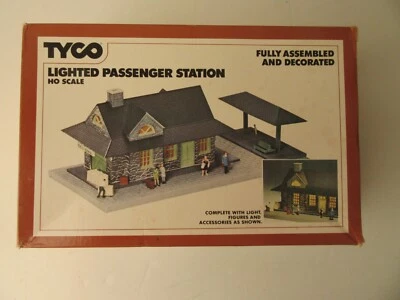 TYCO
LIGHTED PASSENGER STATION
HO SCALE
FULLY ASSEMBLED
AND DECORATED
COMPLETE WITH LIGHT,
FIGURES AND
ACCESSORIES AS SHOWN.